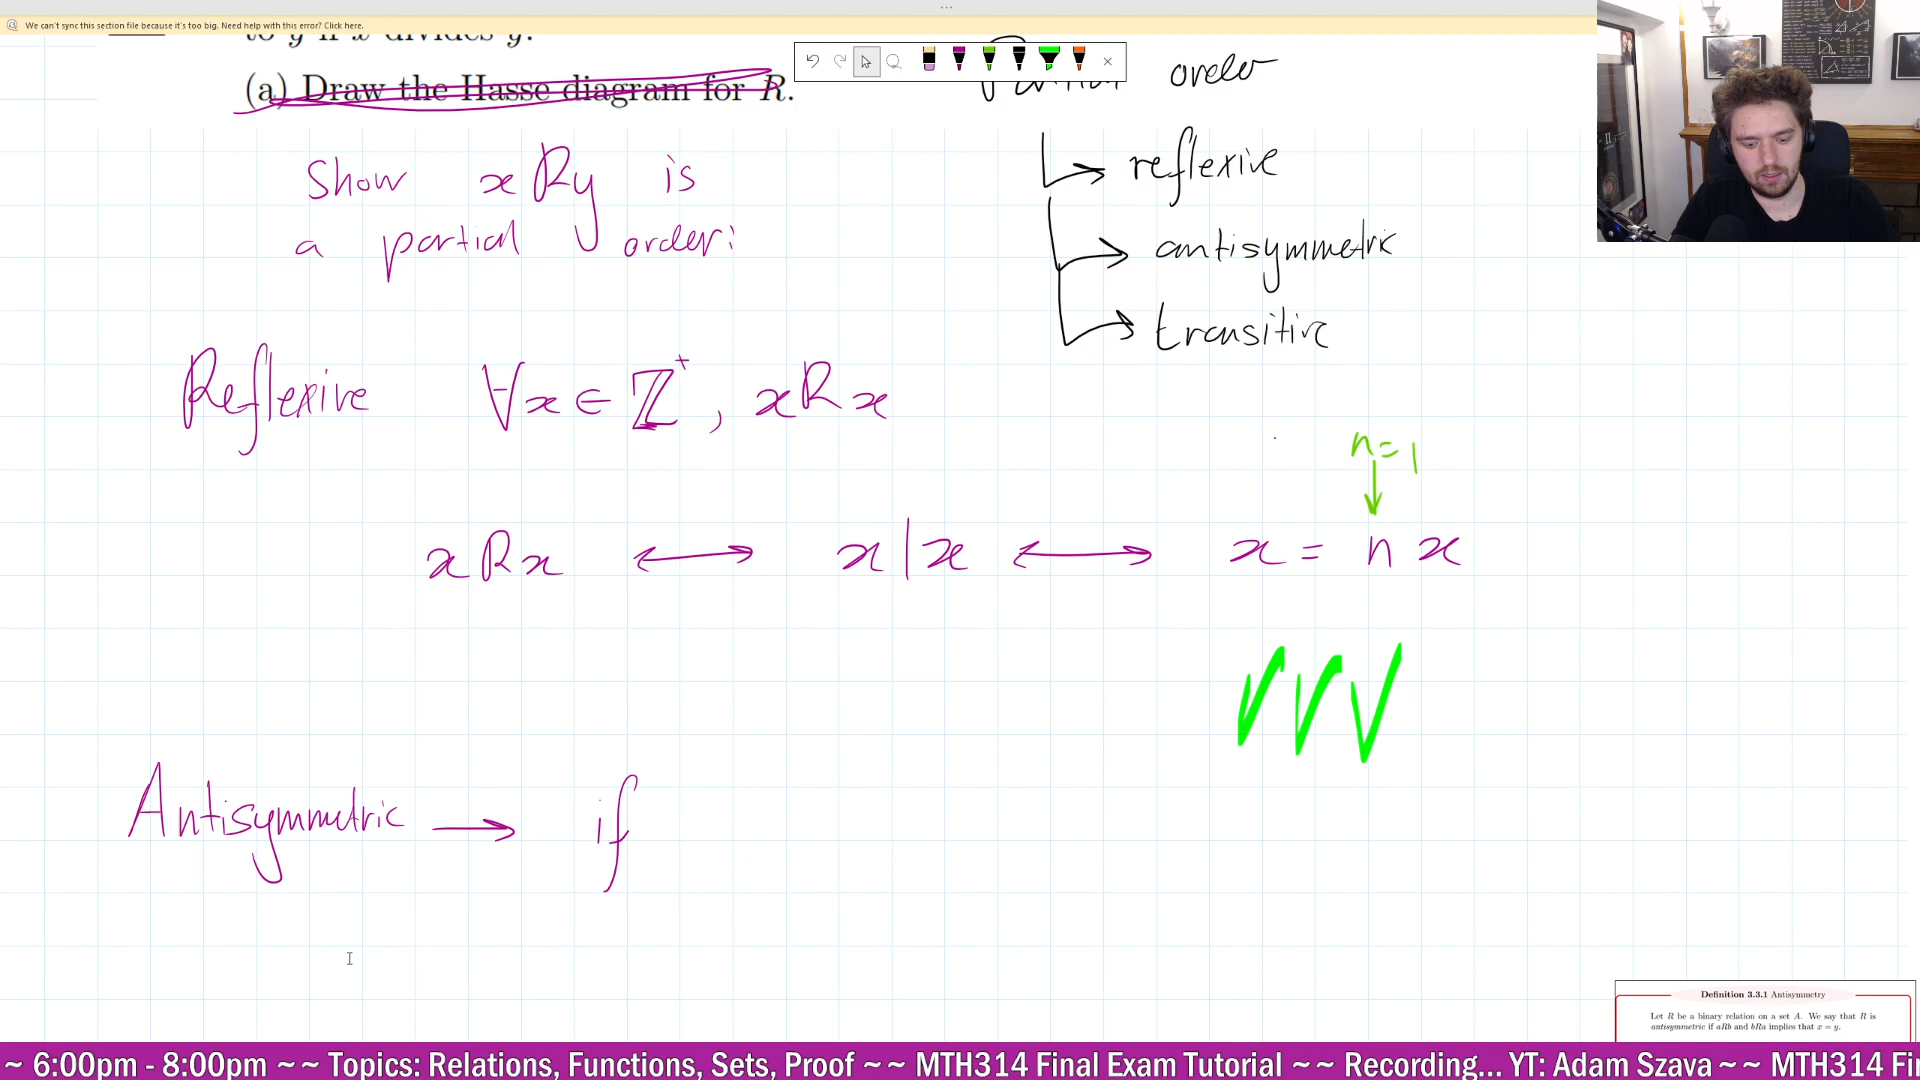 We can't sync this section file because it's too big. Need help with this error? Click here.
to y if x divides y.
(a) Draw the Hasse diagram for R.
order
Show xRy is
a partial order:
reflexive
antisymmetric
transitive
Reflexive ∀x ∈ ℤ⁺, xRx
n=1
xRx ⟷ x|x ⟷ x = nx
Antisymmetric → if
Definition 3.3.1 Antisymmetry
Let R be a binary relation on a set A. We say that R is
antisymmetric if aRb and bRa implies that x = y.
~ 6:00pm - 8:00pm ~~ Topics: Relations, Functions, Sets, Proof ~~ MTH314 Final Exam Tutorial ~~ Recording... YT: Adam Szava ~~ MTH314 Fi